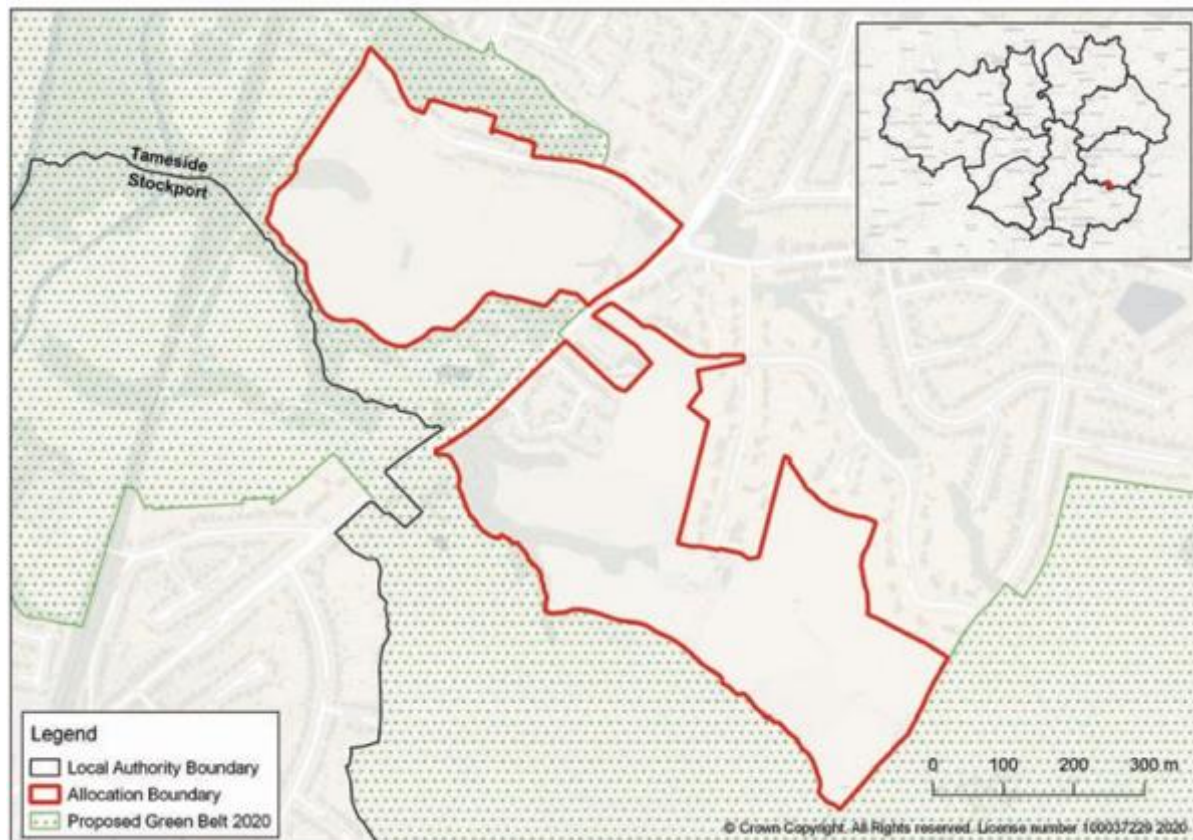 Tameside
Stockport
Legend
Local Authority Boundary
Allocation Boundary
Proposed Green Belt 2020
0 100 200 300 m
© Crown Copyright. All Rights reserved. License number 100037229 2020